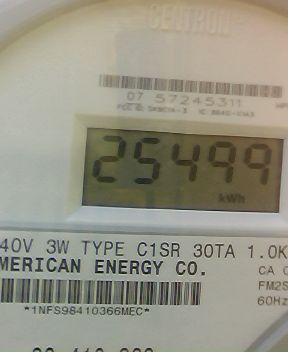 CENTRON
07 57245311
25499
kWh
40V 3W TYPE C1SR 30TA 1.0K
MERICAN ENERGY CO.
CA 0
FM2S
60Hz
*1NFS98410366MEC*